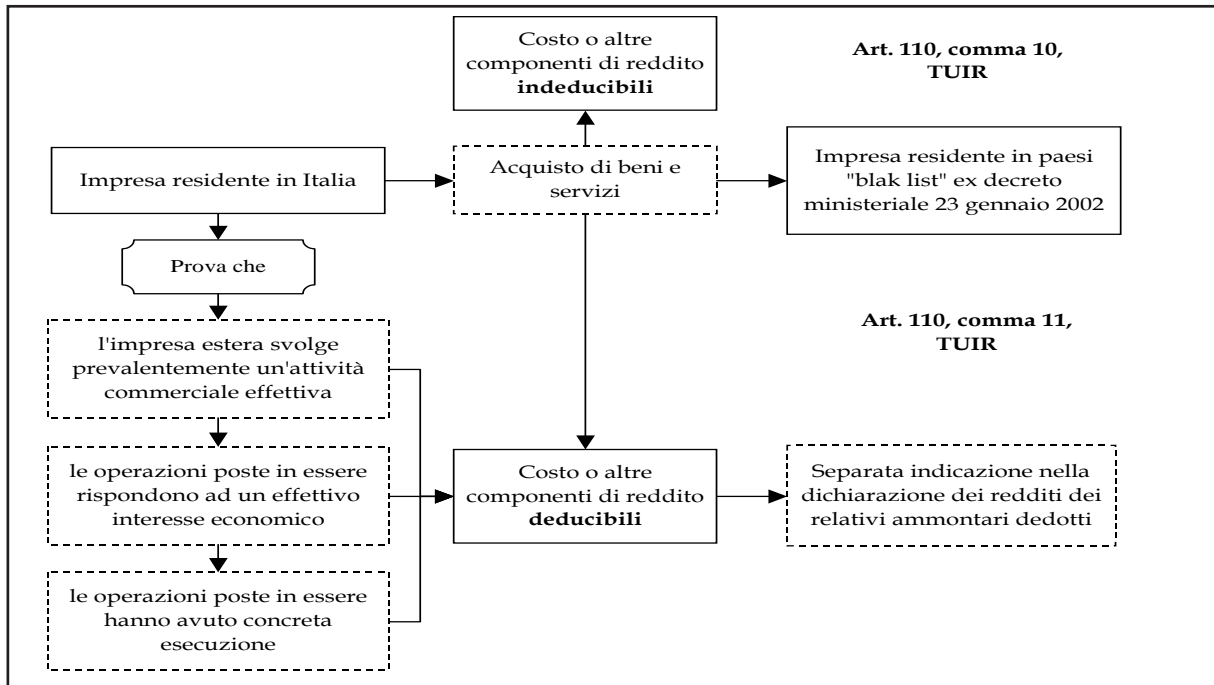 Costo o altre
componenti di reddito
indeducibili
Art. 110, comma 10,
TUIR
Impresa residente in Italia
Acquisto di beni e
servizi
Impresa residente in paesi
"blak list" ex decreto
ministeriale 23 gennaio 2002
Prova che
l'impresa estera svolge
prevalentemente un'attività
commerciale effettiva
Art. 110, comma 11,
TUIR
le operazioni poste in essere
rispondono ad un effettivo
interesse economico
Costo o altre
componenti di reddito
deducibili
Separata indicazione nella
dichiarazione dei redditi dei
relativi ammontari dedotti
le operazioni poste in essere
hanno avuto concreta
esecuzione